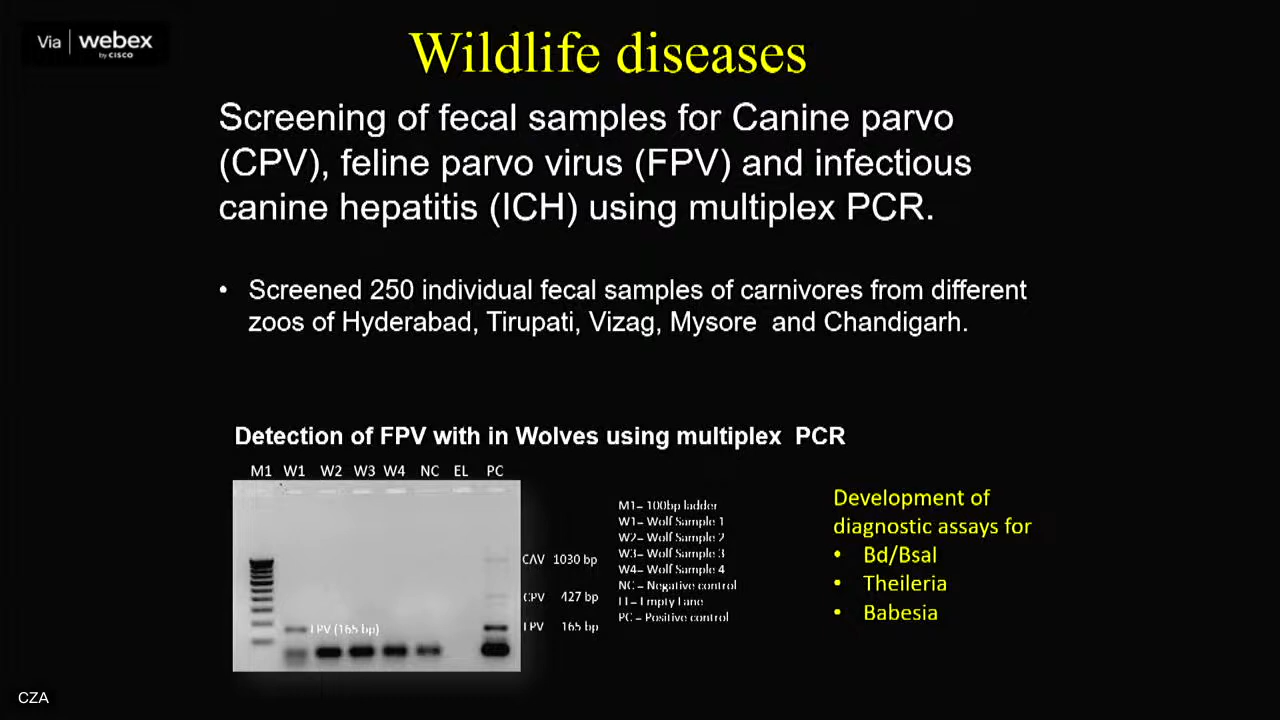 Via | webex
by CISCO
Wildlife diseases
Screening of fecal samples for Canine parvo
(CPV), feline parvo virus (FPV) and infectious
canine hepatitis (ICH) using multiplex PCR.
• Screened 250 individual fecal samples of carnivores from different
zoos of Hyderabad, Tirupati, Vizag, Mysore and Chandigarh.
Detection of FPV with in Wolves using multiplex PCR
M1 W1 W2 W3 W4 NC EL PC
CAV 1030 bp
CPV 427 bp
FPV 165 bp
FPV (165 bp)
M1= 100bp ladder
W1= Wolf Sample 1
W2= Wolf Sample 2
W3= Wolf Sample 3
W4= Wolf Sample 4
NC = Negative control
EL= Empty Lane
PC = Positive control
Development of
diagnostic assays for
• Bd/Bsal
• Theileria
• Babesia
CZA